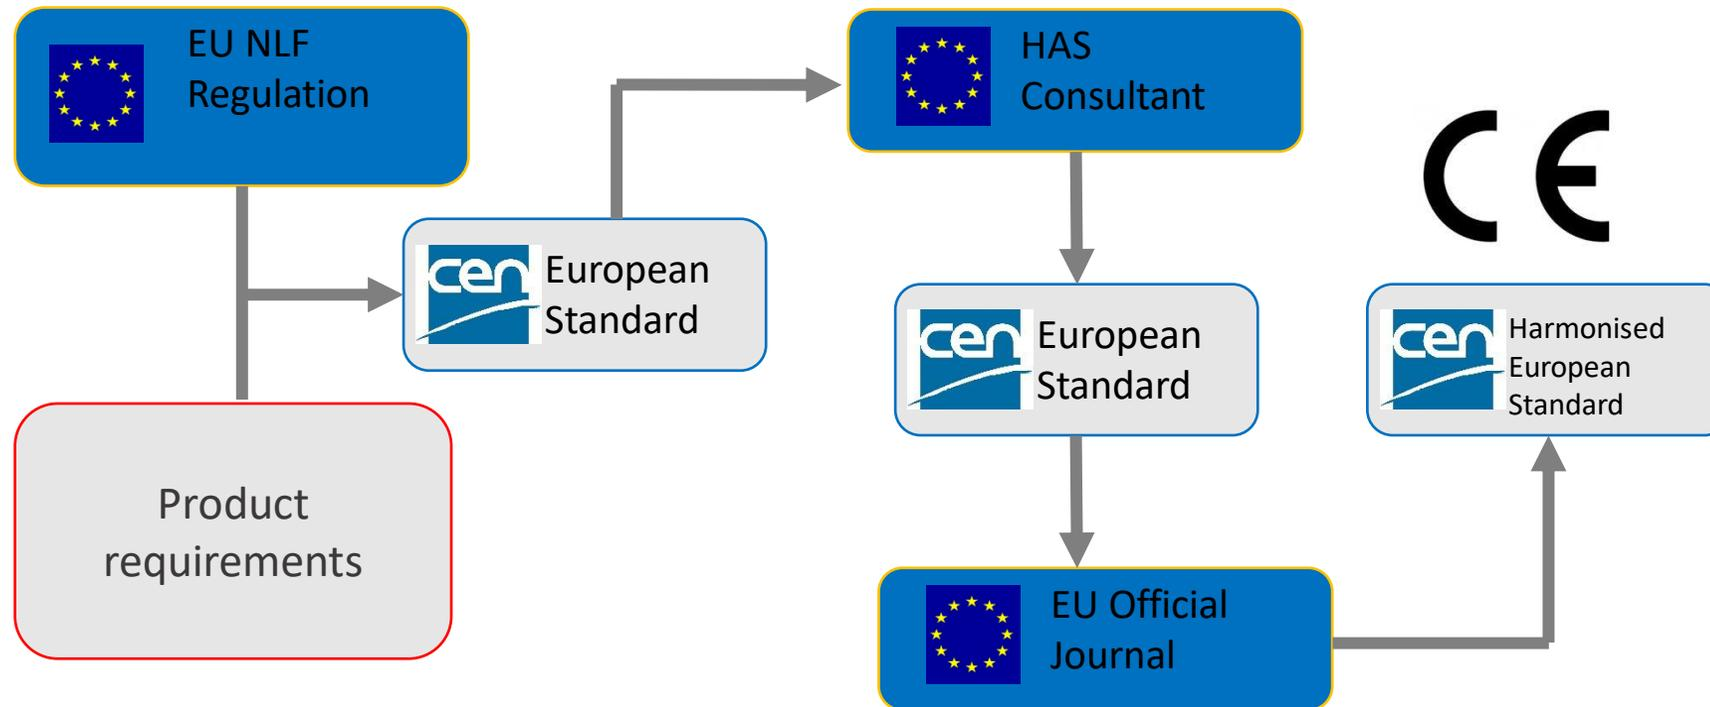 EU NLF
Regulation
HAS
Consultant
CE
cen
European
Standard
cen
European
Standard
cen
Harmonised
European
Standard
Product
requirements
EU Official
Journal